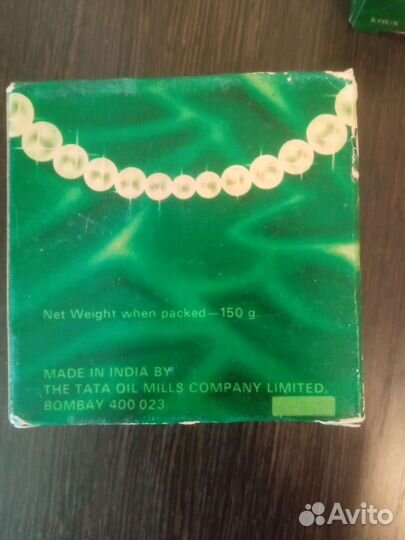 KHUS
Net Weight when packed—150 g.
MADE IN INDIA BY
THE TATA OIL MILLS COMPANY LIMITED,
BOMBAY 400 023
Avito